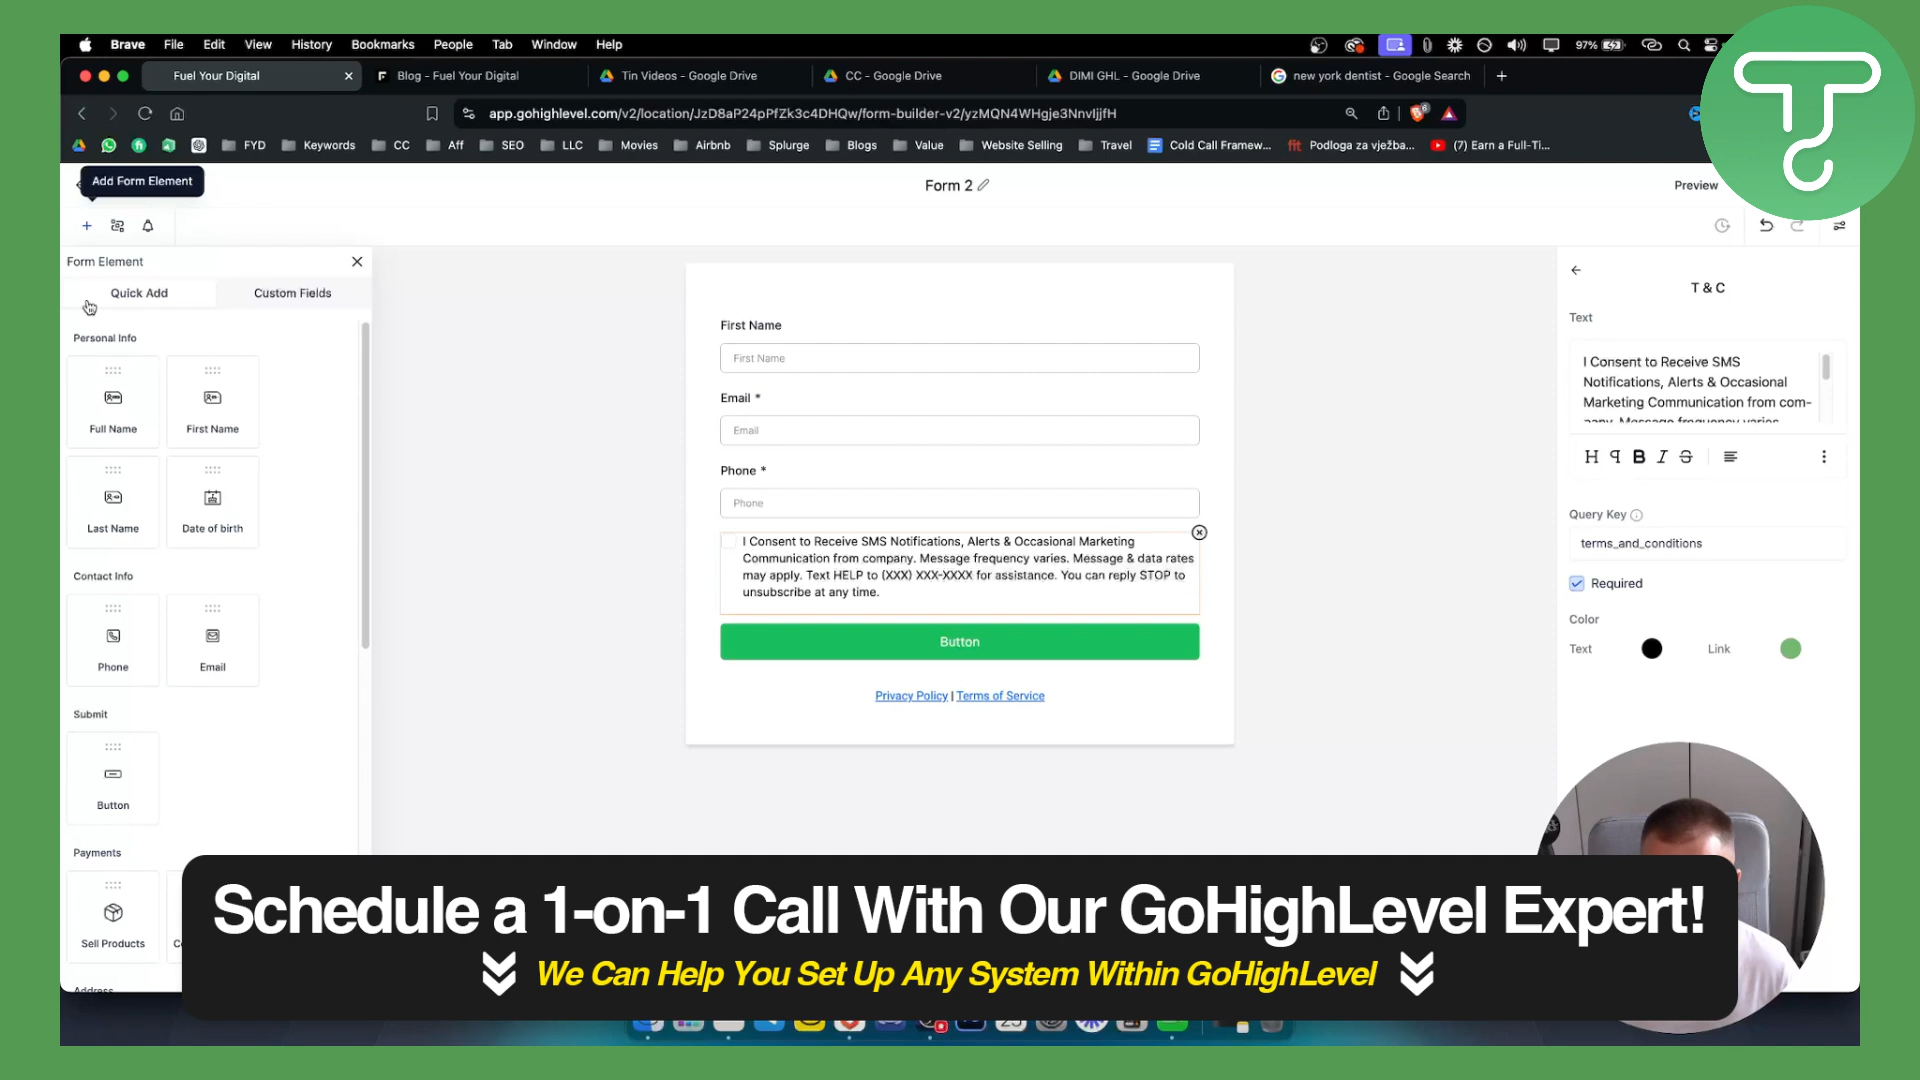 Brave File Edit View History Bookmarks People Tab Window Help
97%
Fuel Your Digital
Blog - Fuel Your Digital
Tin Videos - Google Drive
CC - Google Drive
DIMI GHL - Google Drive
new york dentist - Google Search
app.gohighlevel.com/v2/location/JzD8aP24pPfZk3c4DHQw/form-builder-v2/yzMQN4WHgje3NnvIjjfH
FYD Keywords CC Aff SEO LLC Movies Airbnb Splurge Blogs Value Website Selling Travel Cold Call Framew... Podloga za vježba... (7) Earn a Full-Ti...
Add Form Element
Form 2
Preview
Form Element
Quick Add
Custom Fields
Personal Info
Full Name
First Name
Last Name
Date of birth
Contact Info
Phone
Email
Submit
Button
Payments
Sell Products
Address
First Name
First Name
Email *
Email
Phone *
Phone
I Consent to Receive SMS Notifications, Alerts & Occasional Marketing
Communication from company. Message frequency varies. Message & data rates
may apply. Text HELP to (XXX) XXX-XXXX for assistance. You can reply STOP to
unsubscribe at any time.
Button
Privacy Policy | Terms of Service
T & C
Text
I Consent to Receive SMS
Notifications, Alerts & Occasional
Marketing Communication from com-
pany. Message frequency varies
Query Key
terms_and_conditions
Required
Color
Text
Link
Schedule a 1-on-1 Call With Our GoHighLevel Expert!
We Can Help You Set Up Any System Within GoHighLevel